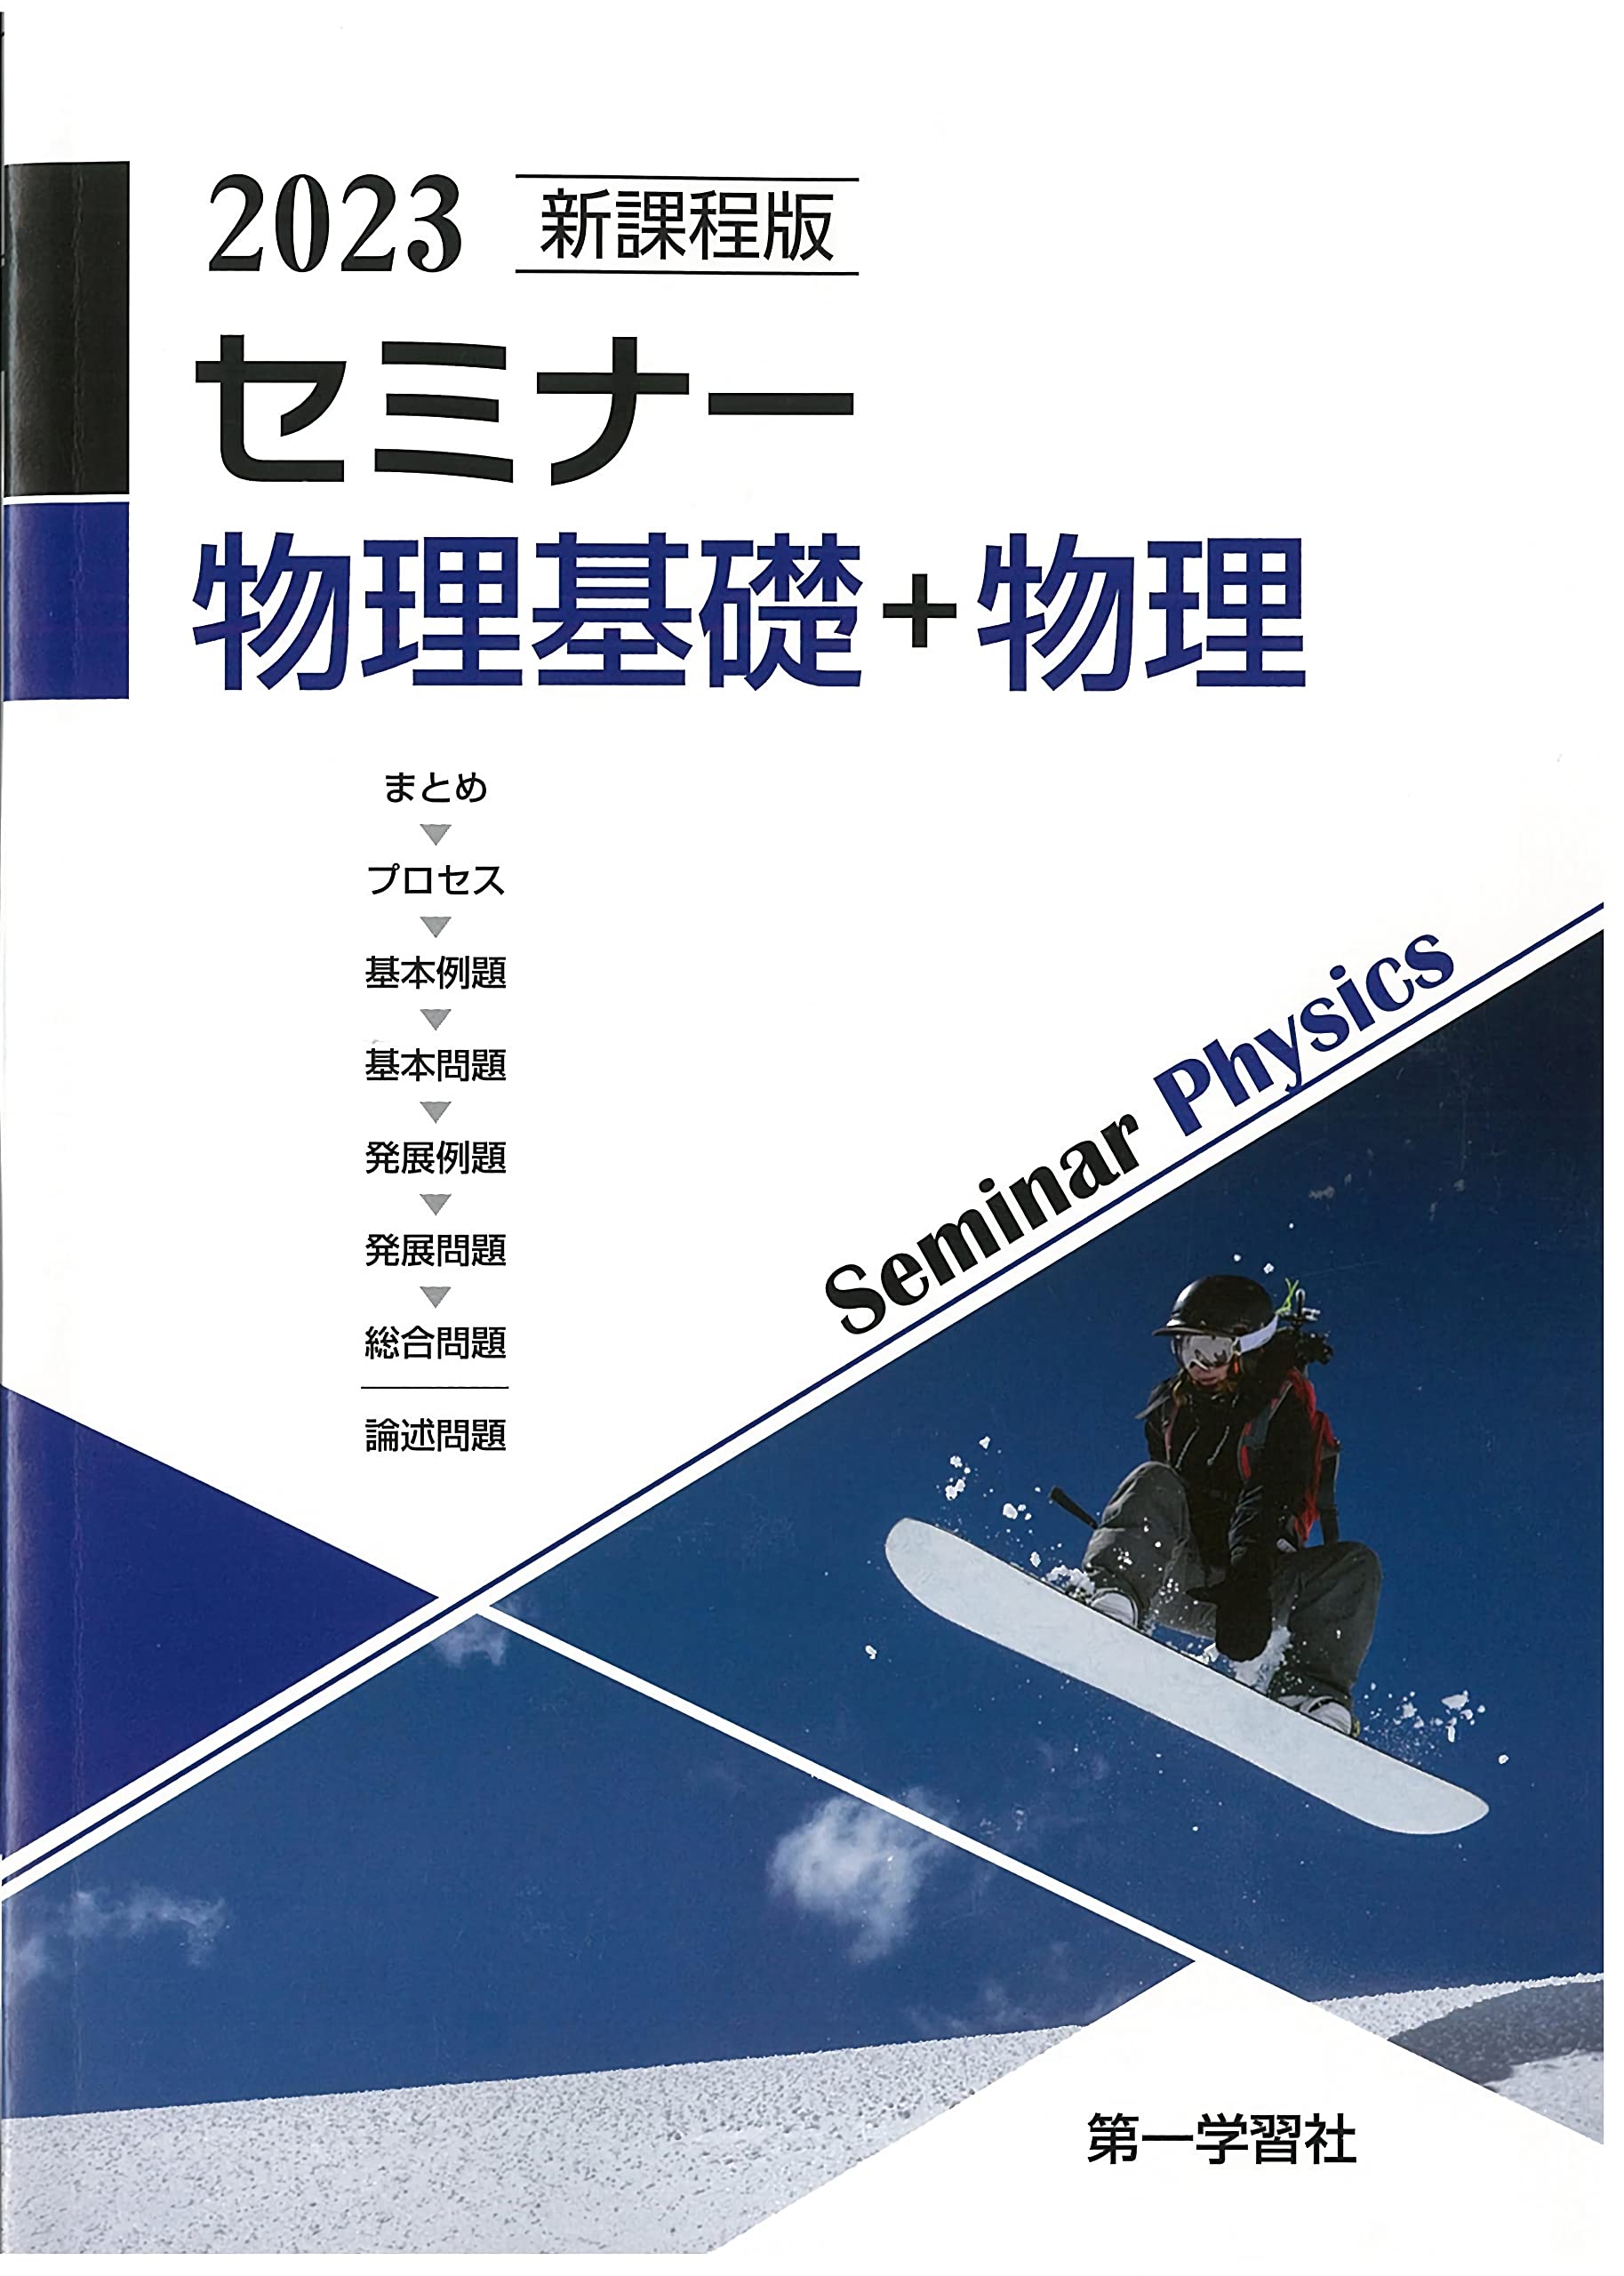 2023 新課程版
セミナー
物理基礎+物理
まとめ
プロセス
基本例題
基本問題
発展例題
発展問題
総合問題
論述問題
Seminar Physics
第一学習社